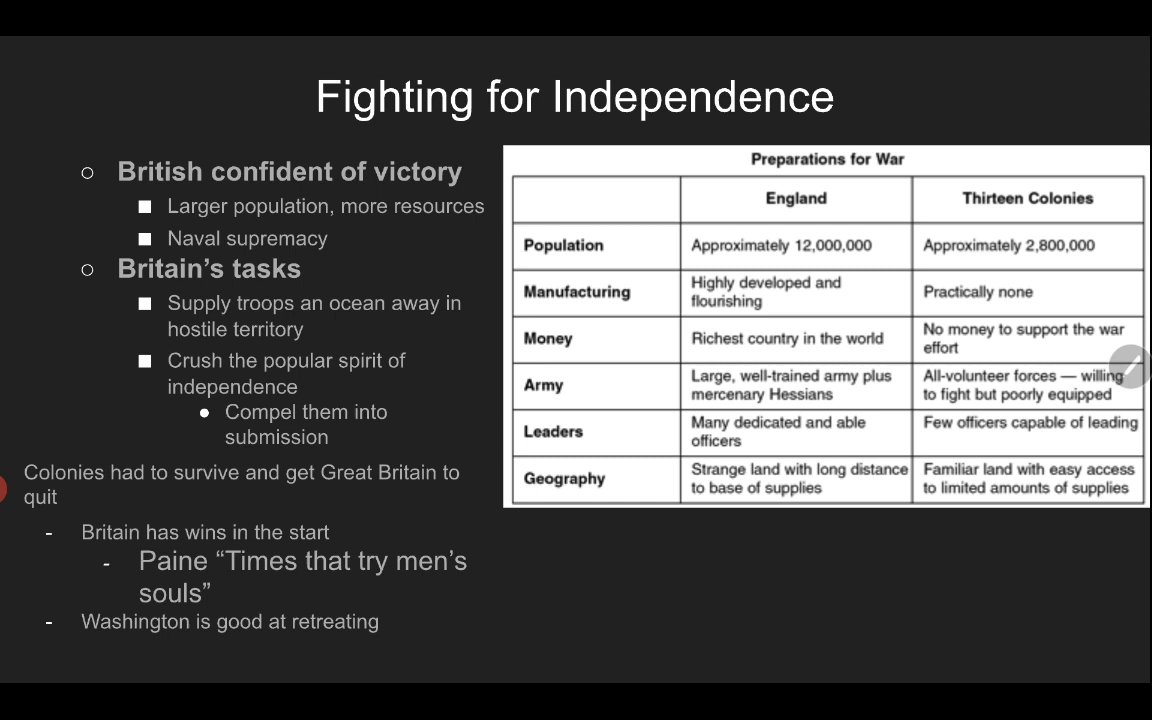 Fighting for Independence
○ British confident of victory
■ Larger population, more resources
■ Naval supremacy
○ Britain’s tasks
■ Supply troops an ocean away in
hostile territory
■ Crush the popular spirit of
independence
● Compel them into
submission
Colonies had to survive and get Great Britain to
quit
- Britain has wins in the start
- Paine “Times that try men’s
souls”
- Washington is good at retreating
Preparations for War
England Thirteen Colonies
Population Approximately 12,000,000 Approximately 2,800,000
Manufacturing Highly developed and
flourishing Practically none
Money Richest country in the world No money to support the war
effort
Army Large, well-trained army plus
mercenary Hessians All-volunteer forces — willing
to fight but poorly equipped
Leaders Many dedicated and able
officers Few officers capable of leading
Geography Strange land with long distance
to base of supplies Familiar land with easy access
to limited amounts of supplies